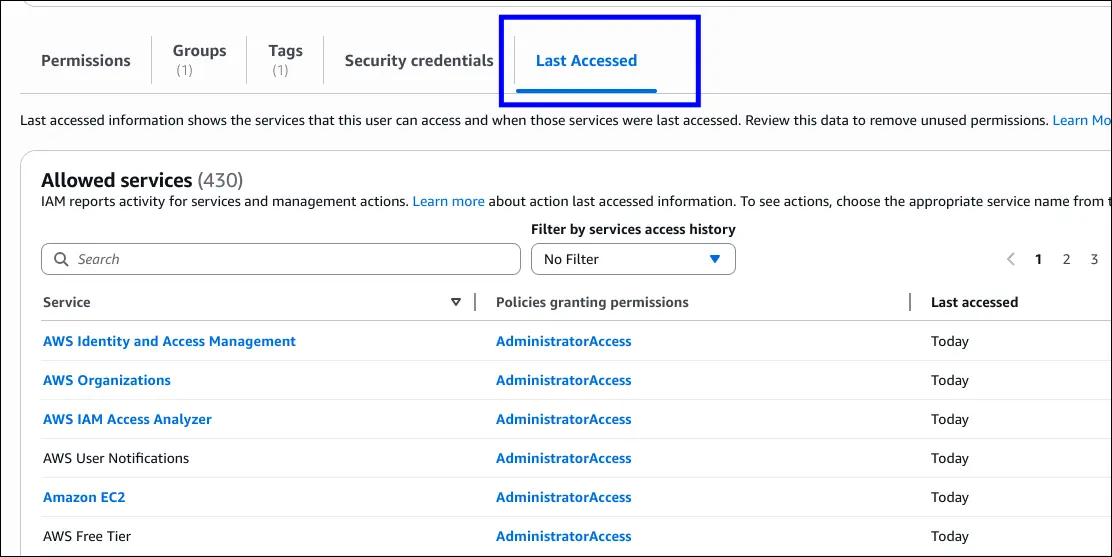 Permissions
Groups
(1)
Tags
(1)
Security credentials
Last Accessed
Last accessed information shows the services that this user can access and when those services were last accessed. Review this data to remove unused permissions. Learn Mo
Allowed services (430)
IAM reports activity for services and management actions. Learn more about action last accessed information. To see actions, choose the appropriate service name from t
Filter by services access history
Search
No Filter
1 2 3
Service Policies granting permissions Last accessed
AWS Identity and Access Management AdministratorAccess Today
AWS Organizations AdministratorAccess Today
AWS IAM Access Analyzer AdministratorAccess Today
AWS User Notifications AdministratorAccess Today
Amazon EC2 AdministratorAccess Today
AWS Free Tier AdministratorAccess Today